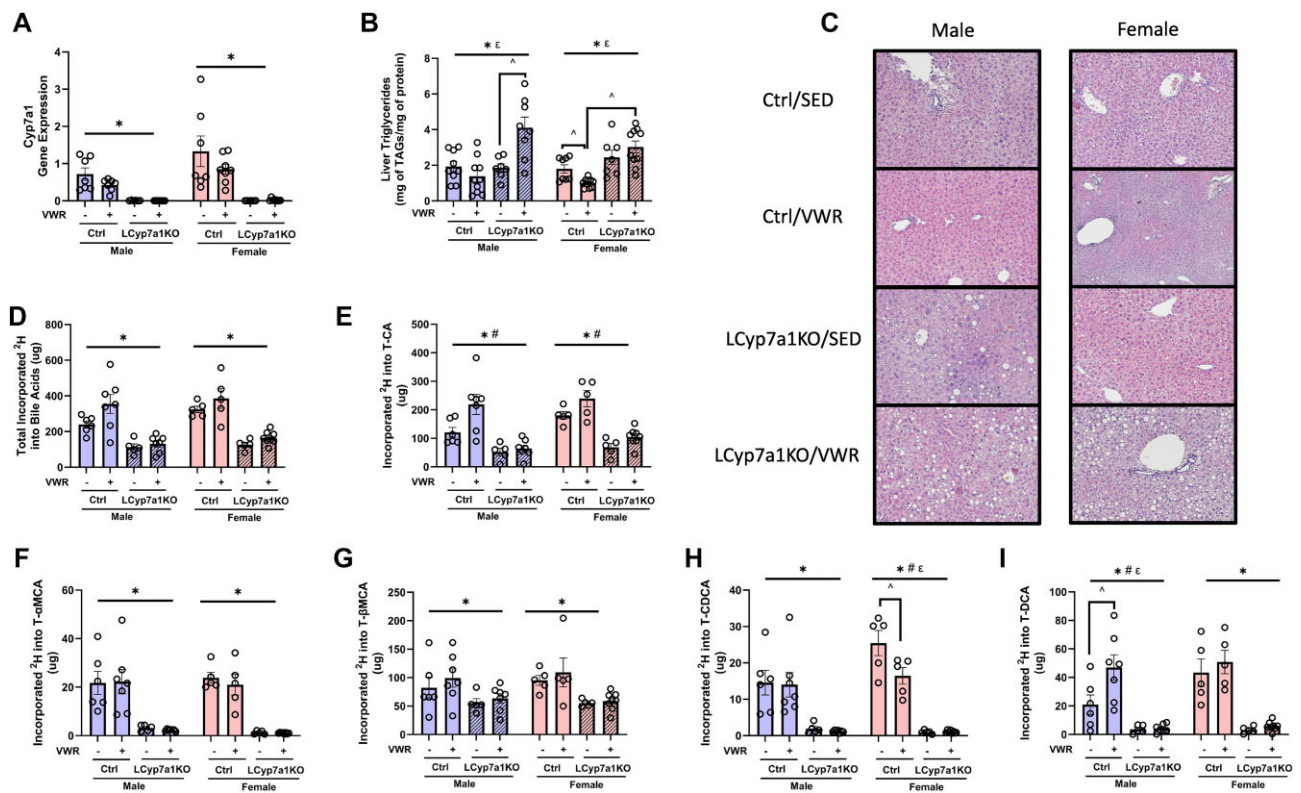 A
Cyp7a1
Gene Expression
4
3
2
1
0
*
*
VWR
- + - + - + - +
Ctrl LCyp7a1KO Ctrl LCyp7a1KO
Male Female
B
Liver Triglycerides
(mg of TAGs/mg of protein)
8
6
4
2
0
* ε
* ε
^
^
^
VWR
- + - + - + - +
Ctrl LCyp7a1KO Ctrl LCyp7a1KO
Male Female
C
Male Female
Ctrl/SED
Ctrl/VWR
LCyp7a1KO/SED
LCyp7a1KO/VWR
D
Total Incorporated ²H
into Bile Acids (ug)
800
600
400
200
0
*
*
VWR
- + - + - + - +
Ctrl LCyp7a1KO Ctrl LCyp7a1KO
Male Female
E
Incorporated ²H into T-CA
(ug)
500
400
300
200
100
0
* #
* #
VWR
- + - + - + - +
Ctrl LCyp7a1KO Ctrl LCyp7a1KO
Male Female
F
Incorporated ²H into T-αMCA
(ug)
60
40
20
0
*
*
VWR
- + - + - + - +
Ctrl LCyp7a1KO Ctrl LCyp7a1KO
Male Female
G
Incorporated ²H into T-βMCA
(ug)
250
200
150
100
50
0
*
*
VWR
- + - + - + - +
Ctrl LCyp7a1KO Ctrl LCyp7a1KO
Male Female
H
Incorporated ²H into T-CDCA
(ug)
40
30
20
10
0
*
* # ε
^
VWR
- + - + - + - +
Ctrl LCyp7a1KO Ctrl LCyp7a1KO
Male Female
I
Incorporated ²H into T-DCA
(ug)
100
80
60
40
20
0
* # ε
^
*
VWR
- + - + - + - +
Ctrl LCyp7a1KO Ctrl LCyp7a1KO
Male Female